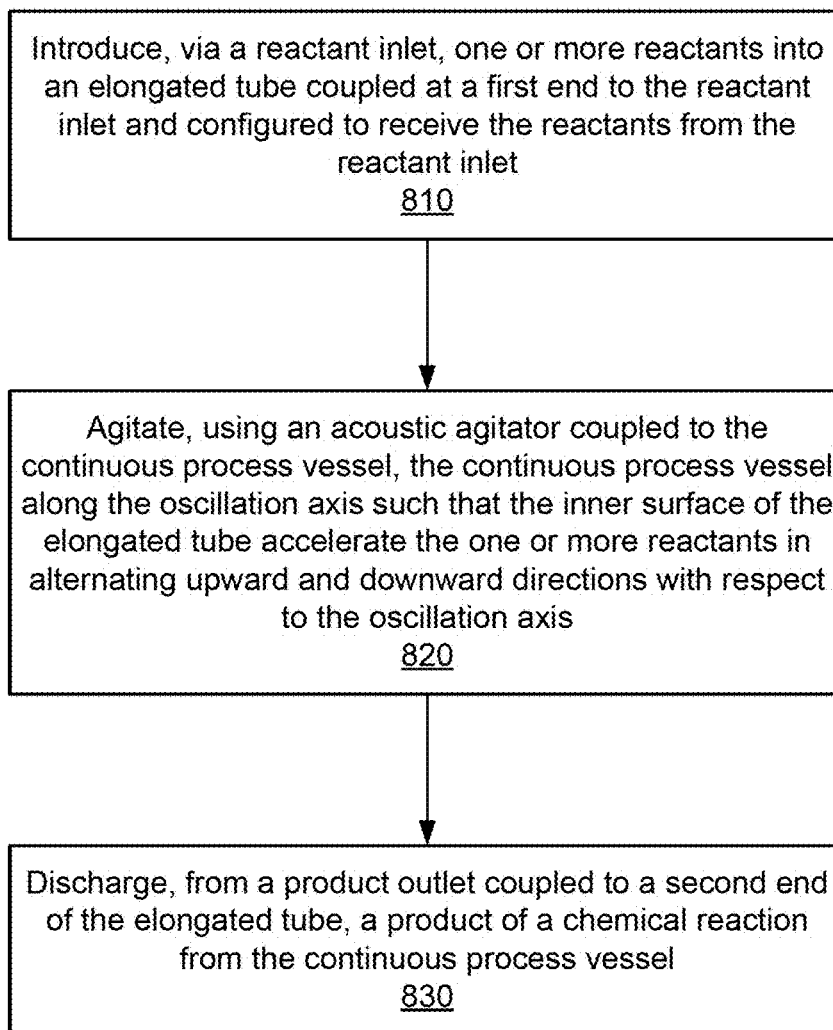 Introduce, via a reactant inlet, one or more reactants into
an elongated tube coupled at a first end to the reactant
inlet and configured to receive the reactants from the
reactant inlet
810
Agitate, using an acoustic agitator coupled to the
continuous process vessel, the continuous process vessel
along the oscillation axis such that the inner surface of the
elongated tube accelerate the one or more reactants in
alternating upward and downward directions with respect
to the oscillation axis
820
Discharge, from a product outlet coupled to a second end
of the elongated tube, a product of a chemical reaction
from the continuous process vessel
830